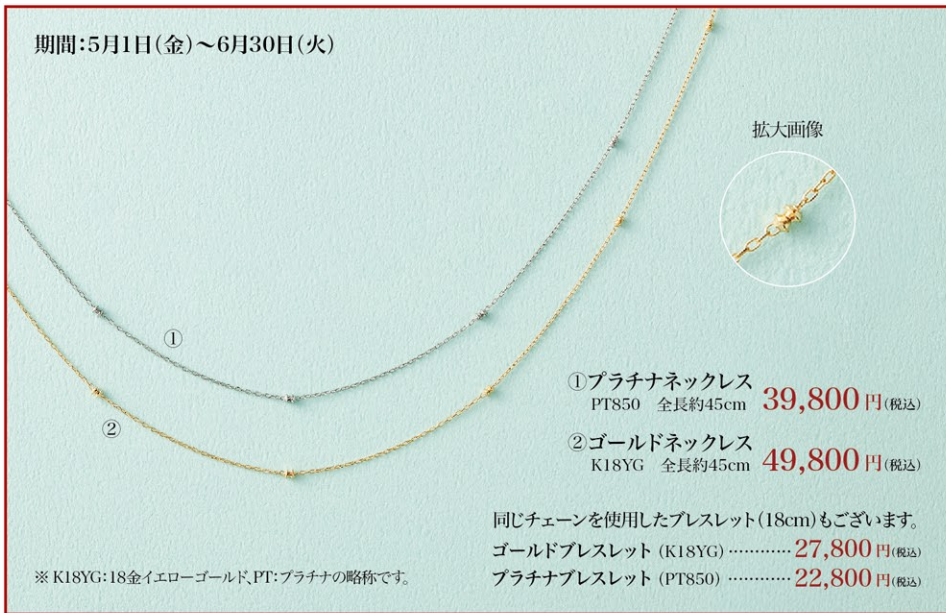 期間：5月1日(金)〜6月30日(火)
拡大画像
①
②
①プラチナネックレス
PT850　全長約45cm 39,800円(税込)
②ゴールドネックレス
K18YG　全長約45cm 49,800円(税込)
同じチェーンを使用したブレスレット(18cm)もございます。
ゴールドブレスレット (K18YG) ………… 27,800円(税込)
プラチナブレスレット (PT850) ………… 22,800円(税込)
※ K18YG：18金イエローゴールド、PT：プラチナの略称です。